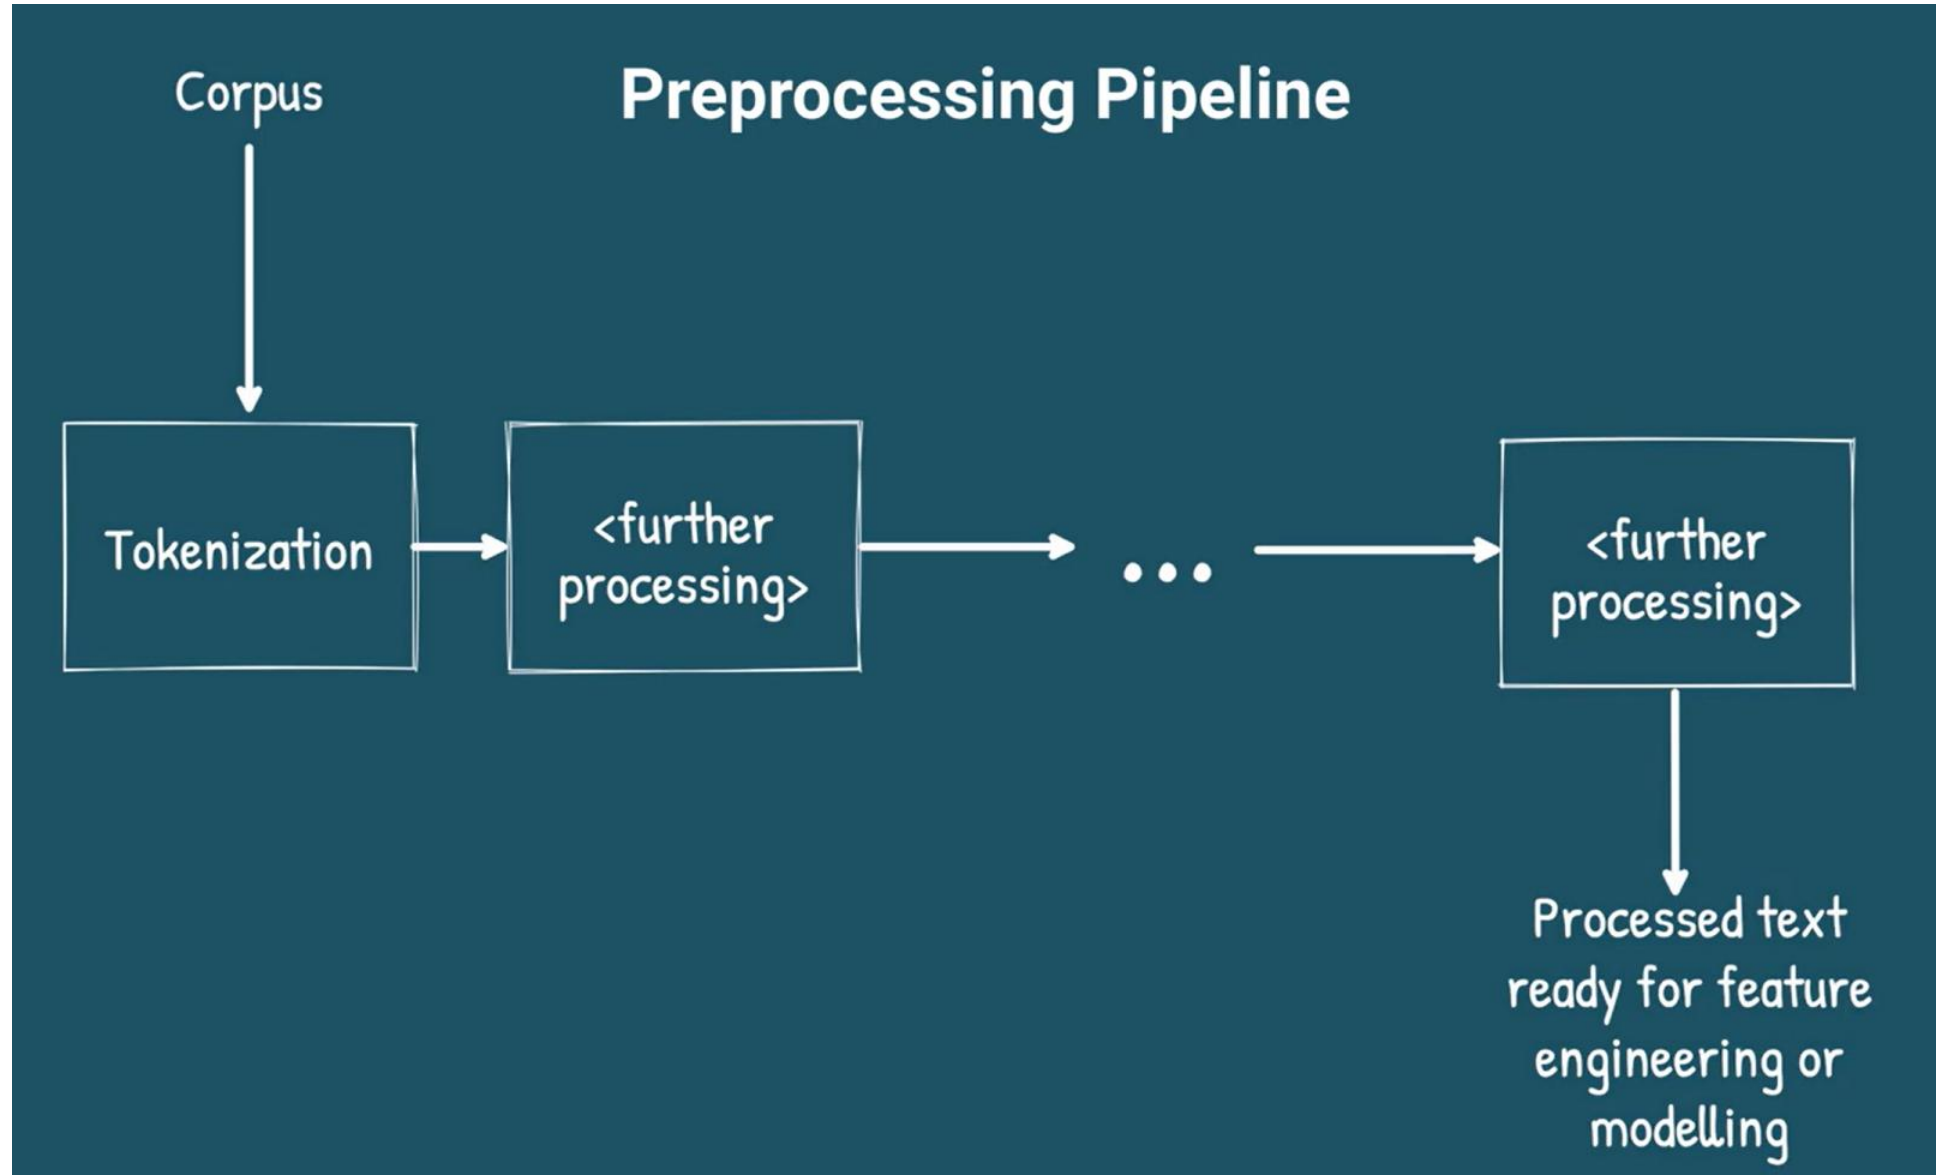 Corpus
Preprocessing Pipeline
Tokenization
<further
processing>
...
<further
processing>
Processed text
ready for feature
engineering or
modelling